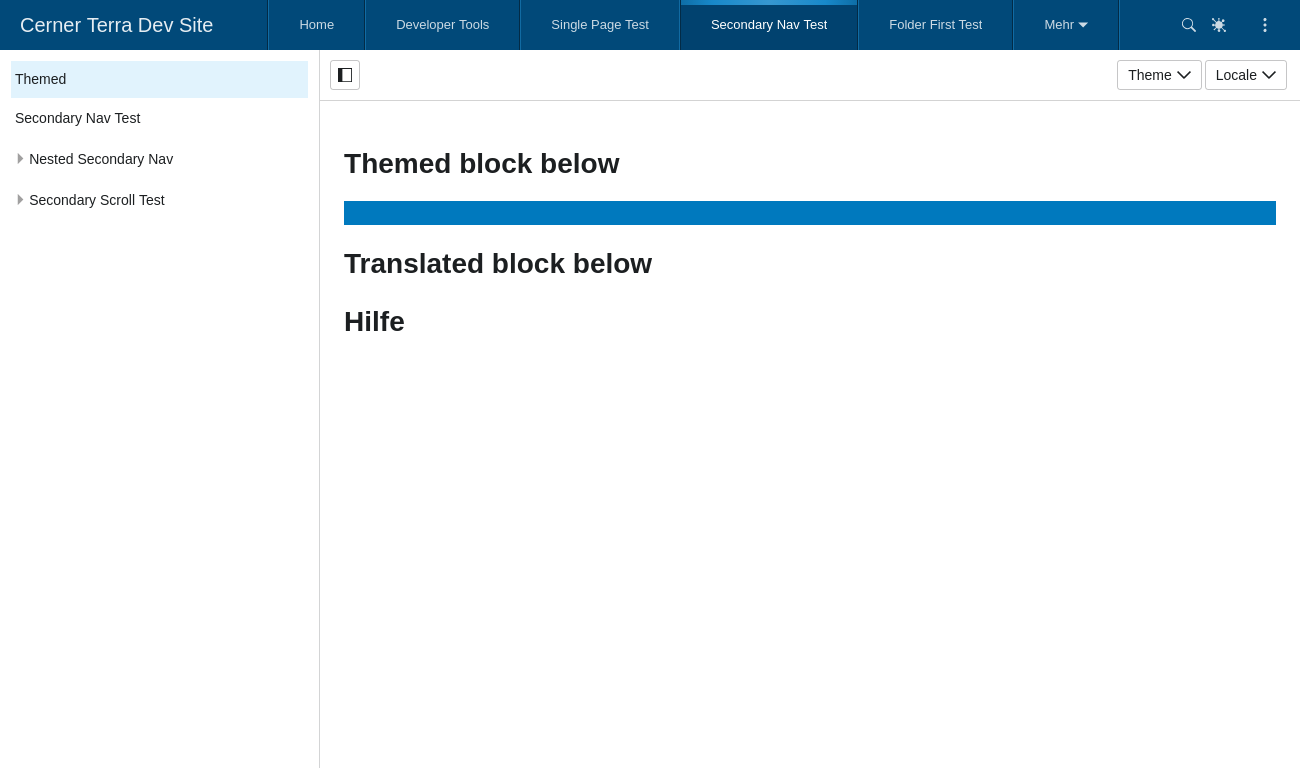 Cerner Terra Dev Site
Home
Developer Tools
Single Page Test
Secondary Nav Test
Folder First Test
Mehr
Themed
Secondary Nav Test
Nested Secondary Nav
Secondary Scroll Test
Theme
Locale
Themed block below
Translated block below
Hilfe